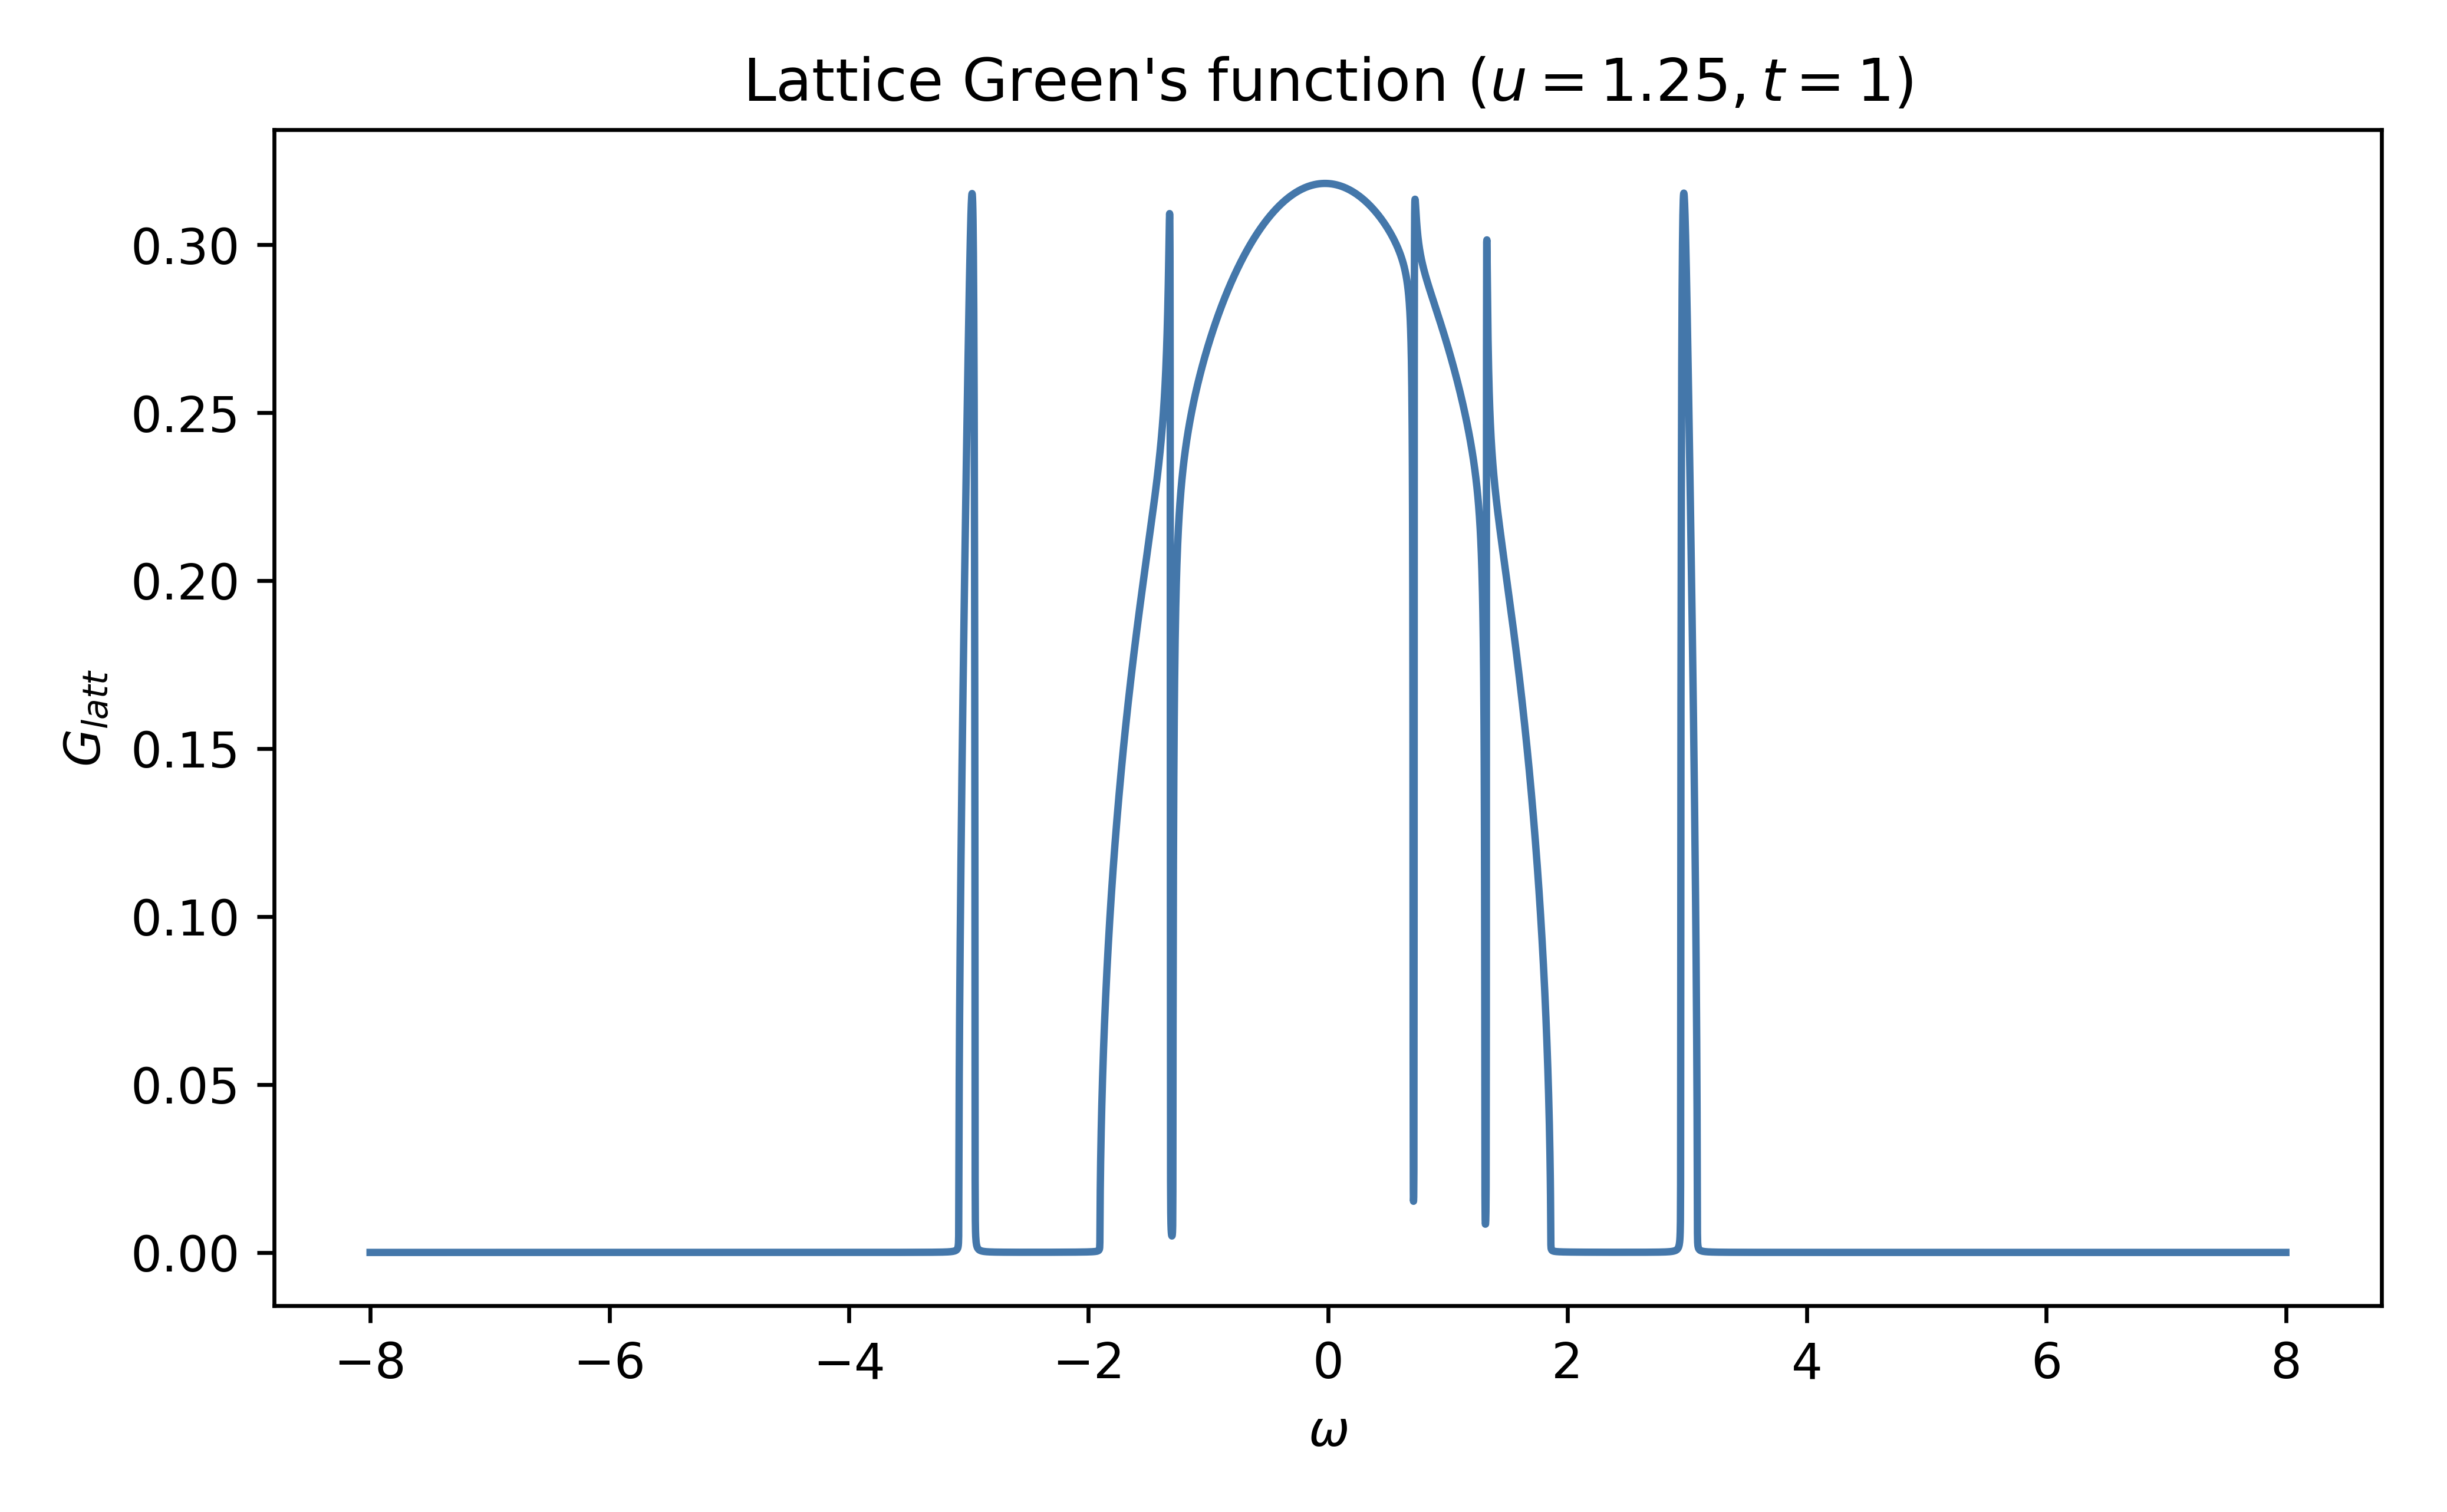 Lattice Green's function (u = 1.25, t = 1)
G_latt
0.30
0.25
0.20
0.15
0.10
0.05
0.00
−8 −6 −4 −2 0 2 4 6 8
ω